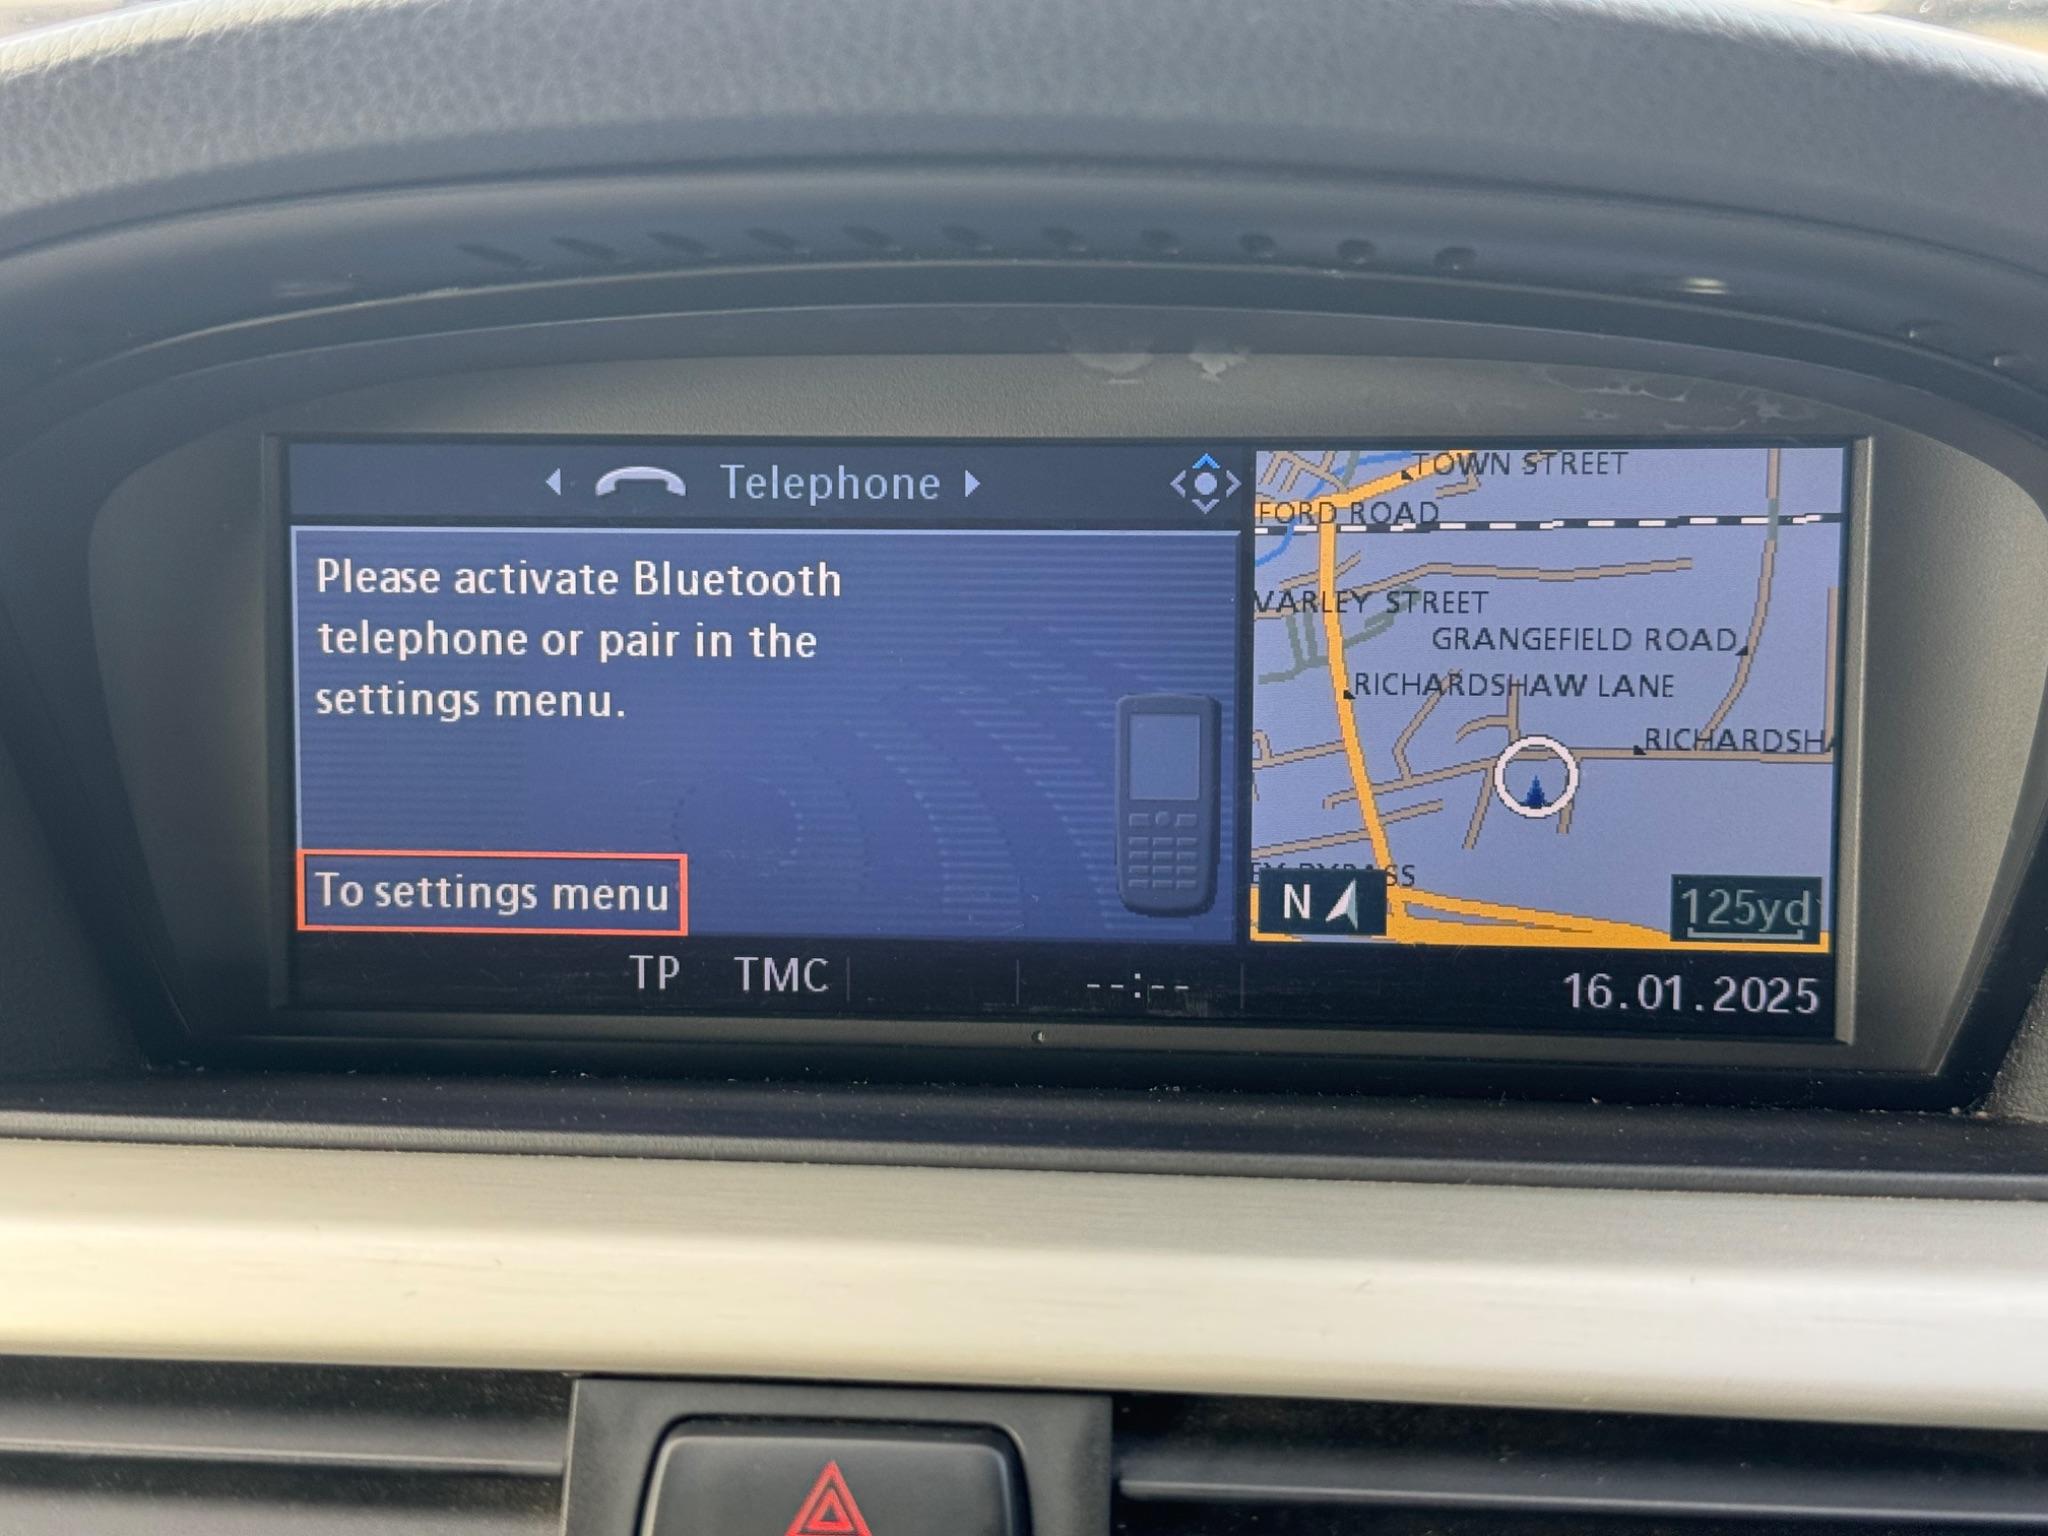 Telephone
Please activate Bluetooth
telephone or pair in the
settings menu.
To settings menu
TP TMC
--:--
TOWN STREET
FORD ROAD
VARLEY STREET
GRANGEFIELD ROAD
RICHARDSHAW LANE
RICHARDSH
BYPASS
N
125yd
16.01.2025